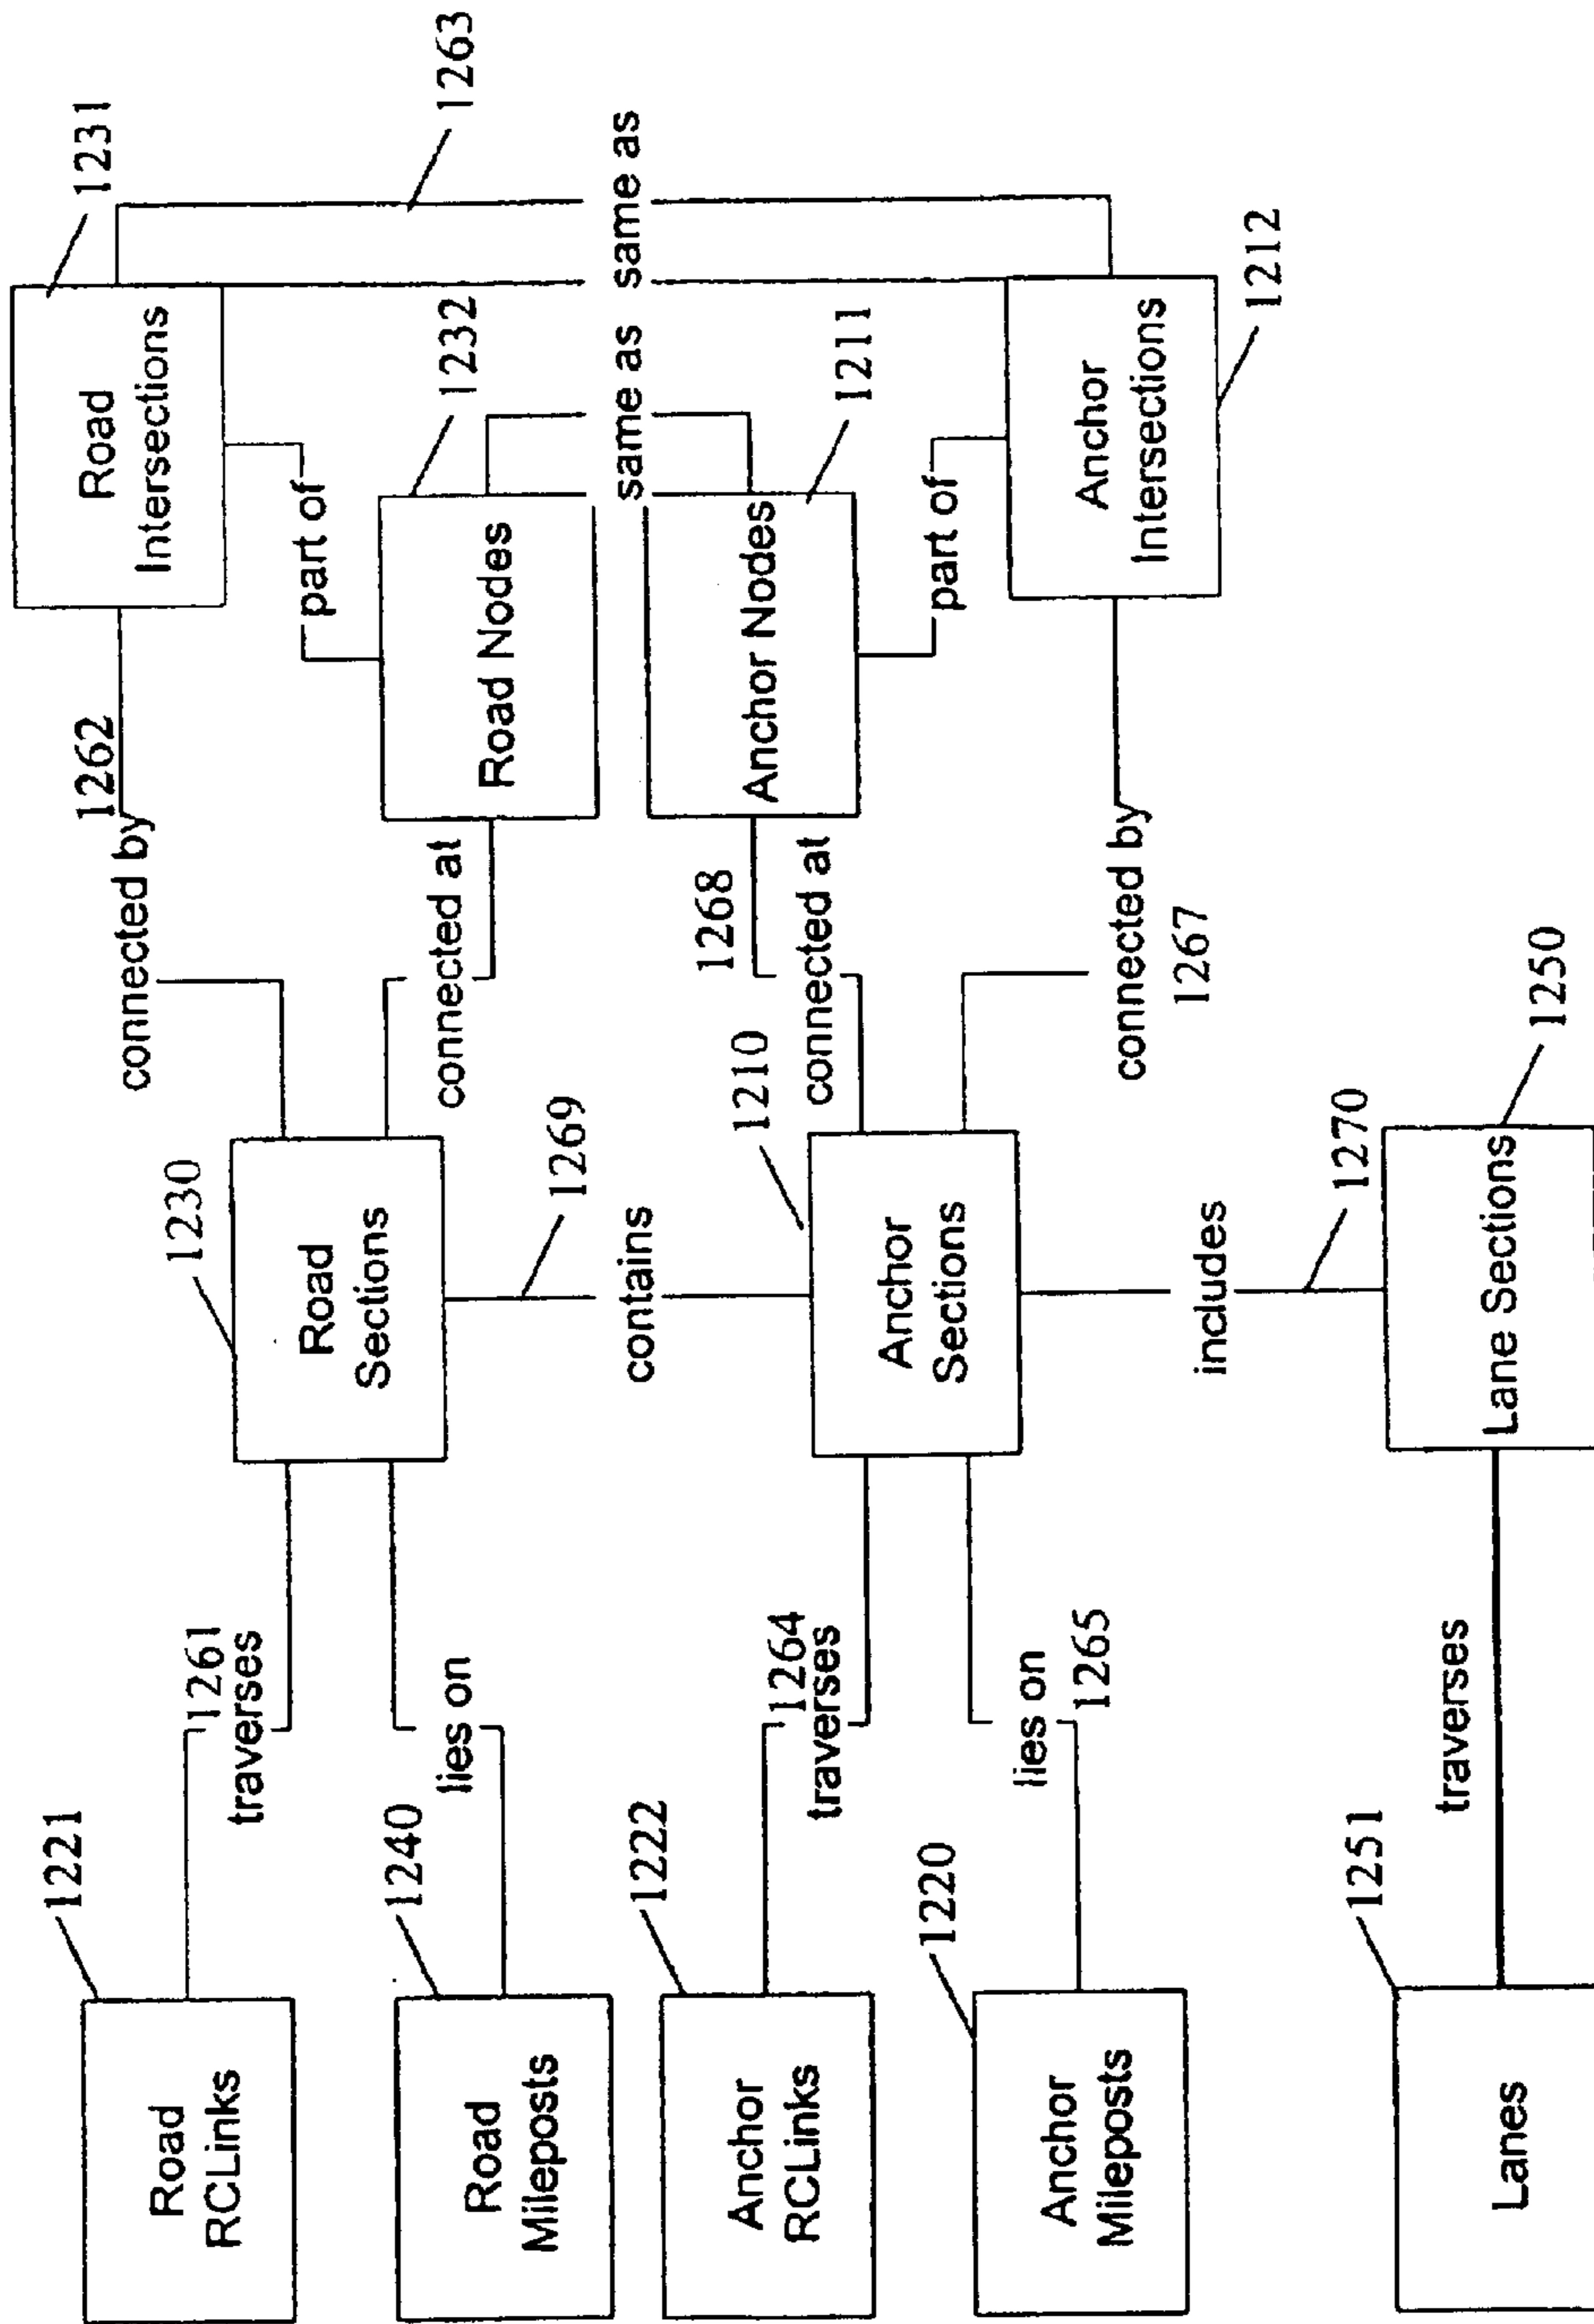 1221
Road
RCLinks
1261
traverses
1230
Road
Sections
connected by
1262
Road
Intersections
1231
1240
Road
Mileposts
lies on
connected at
part of
Road Nodes
1232
1263
1269
contains
same as
same as
1222
Anchor
RCLinks
1264
traverses
1210
Anchor
Sections
connected at
1268
Anchor Nodes
1211
1220
Anchor
Mileposts
lies on
1265
connected by
1267
part of
Anchor
Intersections
1212
includes
1270
1251
Lanes
traverses
Lane Sections
1250